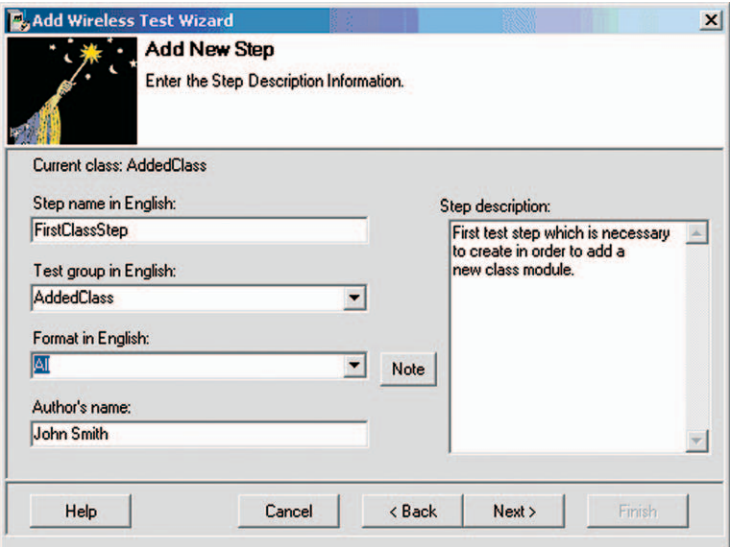 Add Wireless Test Wizard
Add New Step
Enter the Step Description Information.
Current class: AddedClass
Step name in English:
FirstClassStep
Test group in English:
AddedClass
Format in English:
All
Note
Author's name:
John Smith
Step description:
First test step which is necessary
to create in order to add a
new class module.
Help
Cancel
< Back
Next >
Finish